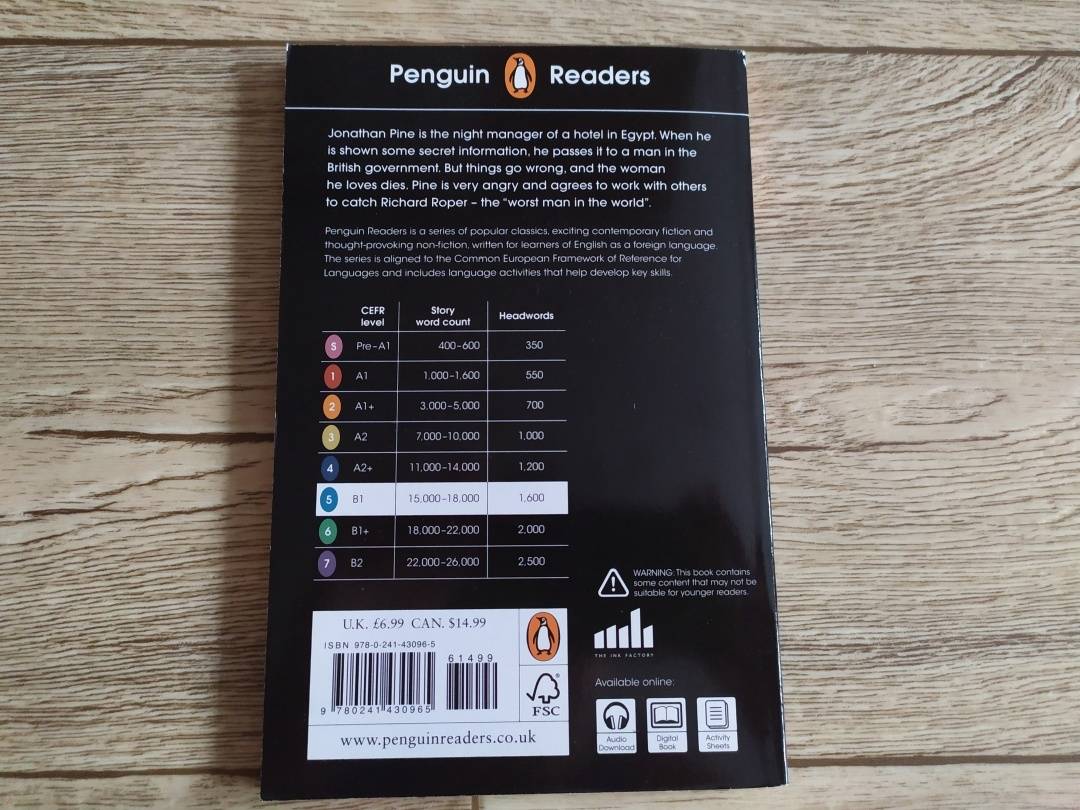 Penguin Readers
Jonathan Pine is the night manager of a hotel in Egypt. When he
is shown some secret information, he passes it to a man in the
British government. But things go wrong, and the woman
he loves dies. Pine is very angry and agrees to work with others
to catch Richard Roper – the “worst man in the world”.
Penguin Readers is a series of popular classics, exciting contemporary fiction and
thought-provoking non-fiction, written for learners of English as a foreign language.
The series is aligned to the Common European Framework of Reference for
Languages and includes language activities that help develop key skills.
CEFR level Story word count Headwords
S Pre-A1 400-600 350
1 A1 1,000-1,600 550
2 A1+ 3,000-5,000 700
3 A2 7,000-10,000 1,000
4 A2+ 11,000-14,000 1,200
5 B1 15,000-18,000 1,600
6 B1+ 18,000-22,000 2,000
7 B2 22,000-26,000 2,500
WARNING: This book contains
some content that may not be
suitable for younger readers.
THE INK FACTORY
U.K. £6.99 CAN. $14.99
ISBN 978-0-241-43096-5
61499
9 780241 430965
FSC
www.penguinreaders.co.uk
Available online:
Audio Download
Digital Book
Activity Sheets